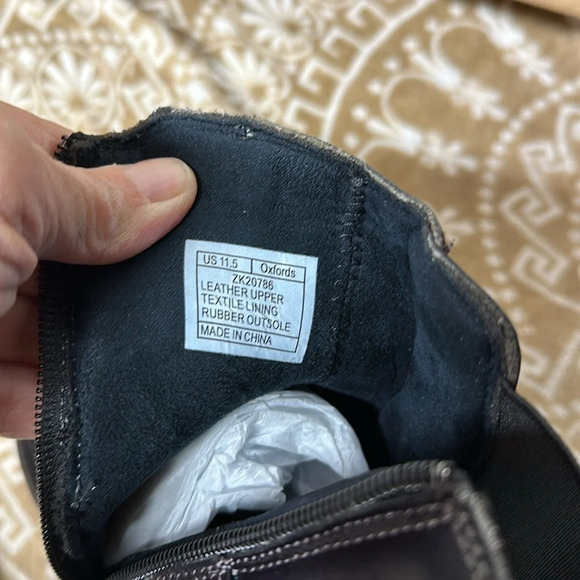 US 11.5 Oxfords
ZK20786
LEATHER UPPER
TEXTILE LINING
RUBBER OUTSOLE
MADE IN CHINA